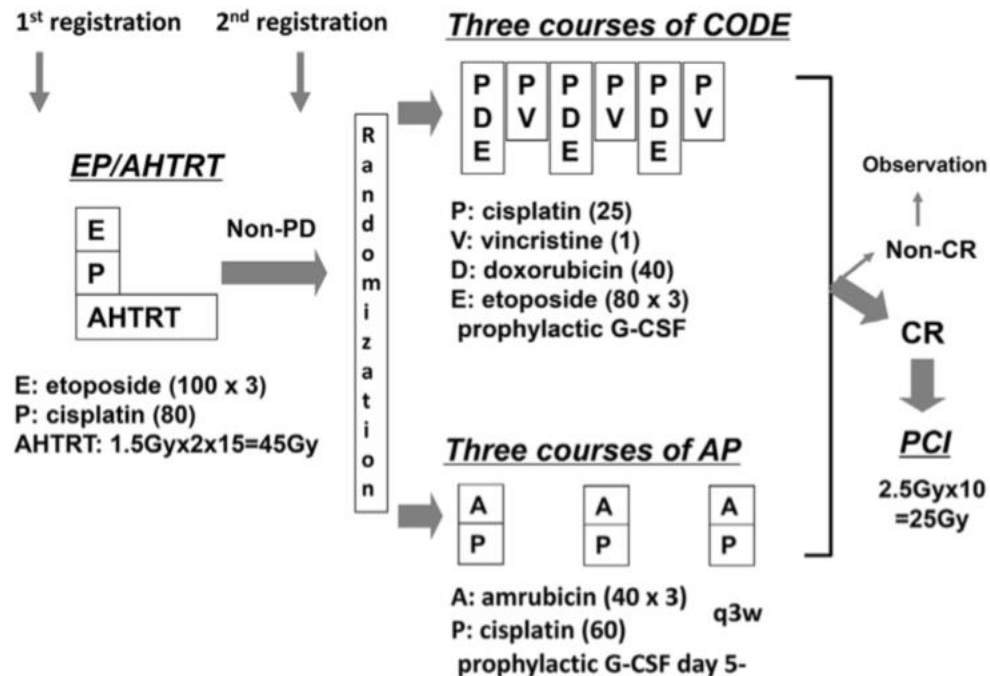 1st registration
2nd registration
EP/AHTRT
E
P
AHTRT
Non-PD
E: etoposide (100 x 3)
P: cisplatin (80)
AHTRT: 1.5Gyx2x15=45Gy
Randomization
Three courses of CODE
P P P P P P
D V D V D V
E E E
P: cisplatin (25)
V: vincristine (1)
D: doxorubicin (40)
E: etoposide (80 x 3)
prophylactic G-CSF
Three courses of AP
A A A
P P P
A: amrubicin (40 x 3)
q3w
P: cisplatin (60)
prophylactic G-CSF day 5-
Observation
Non-CR
CR
PCI
2.5Gyx10
=25Gy